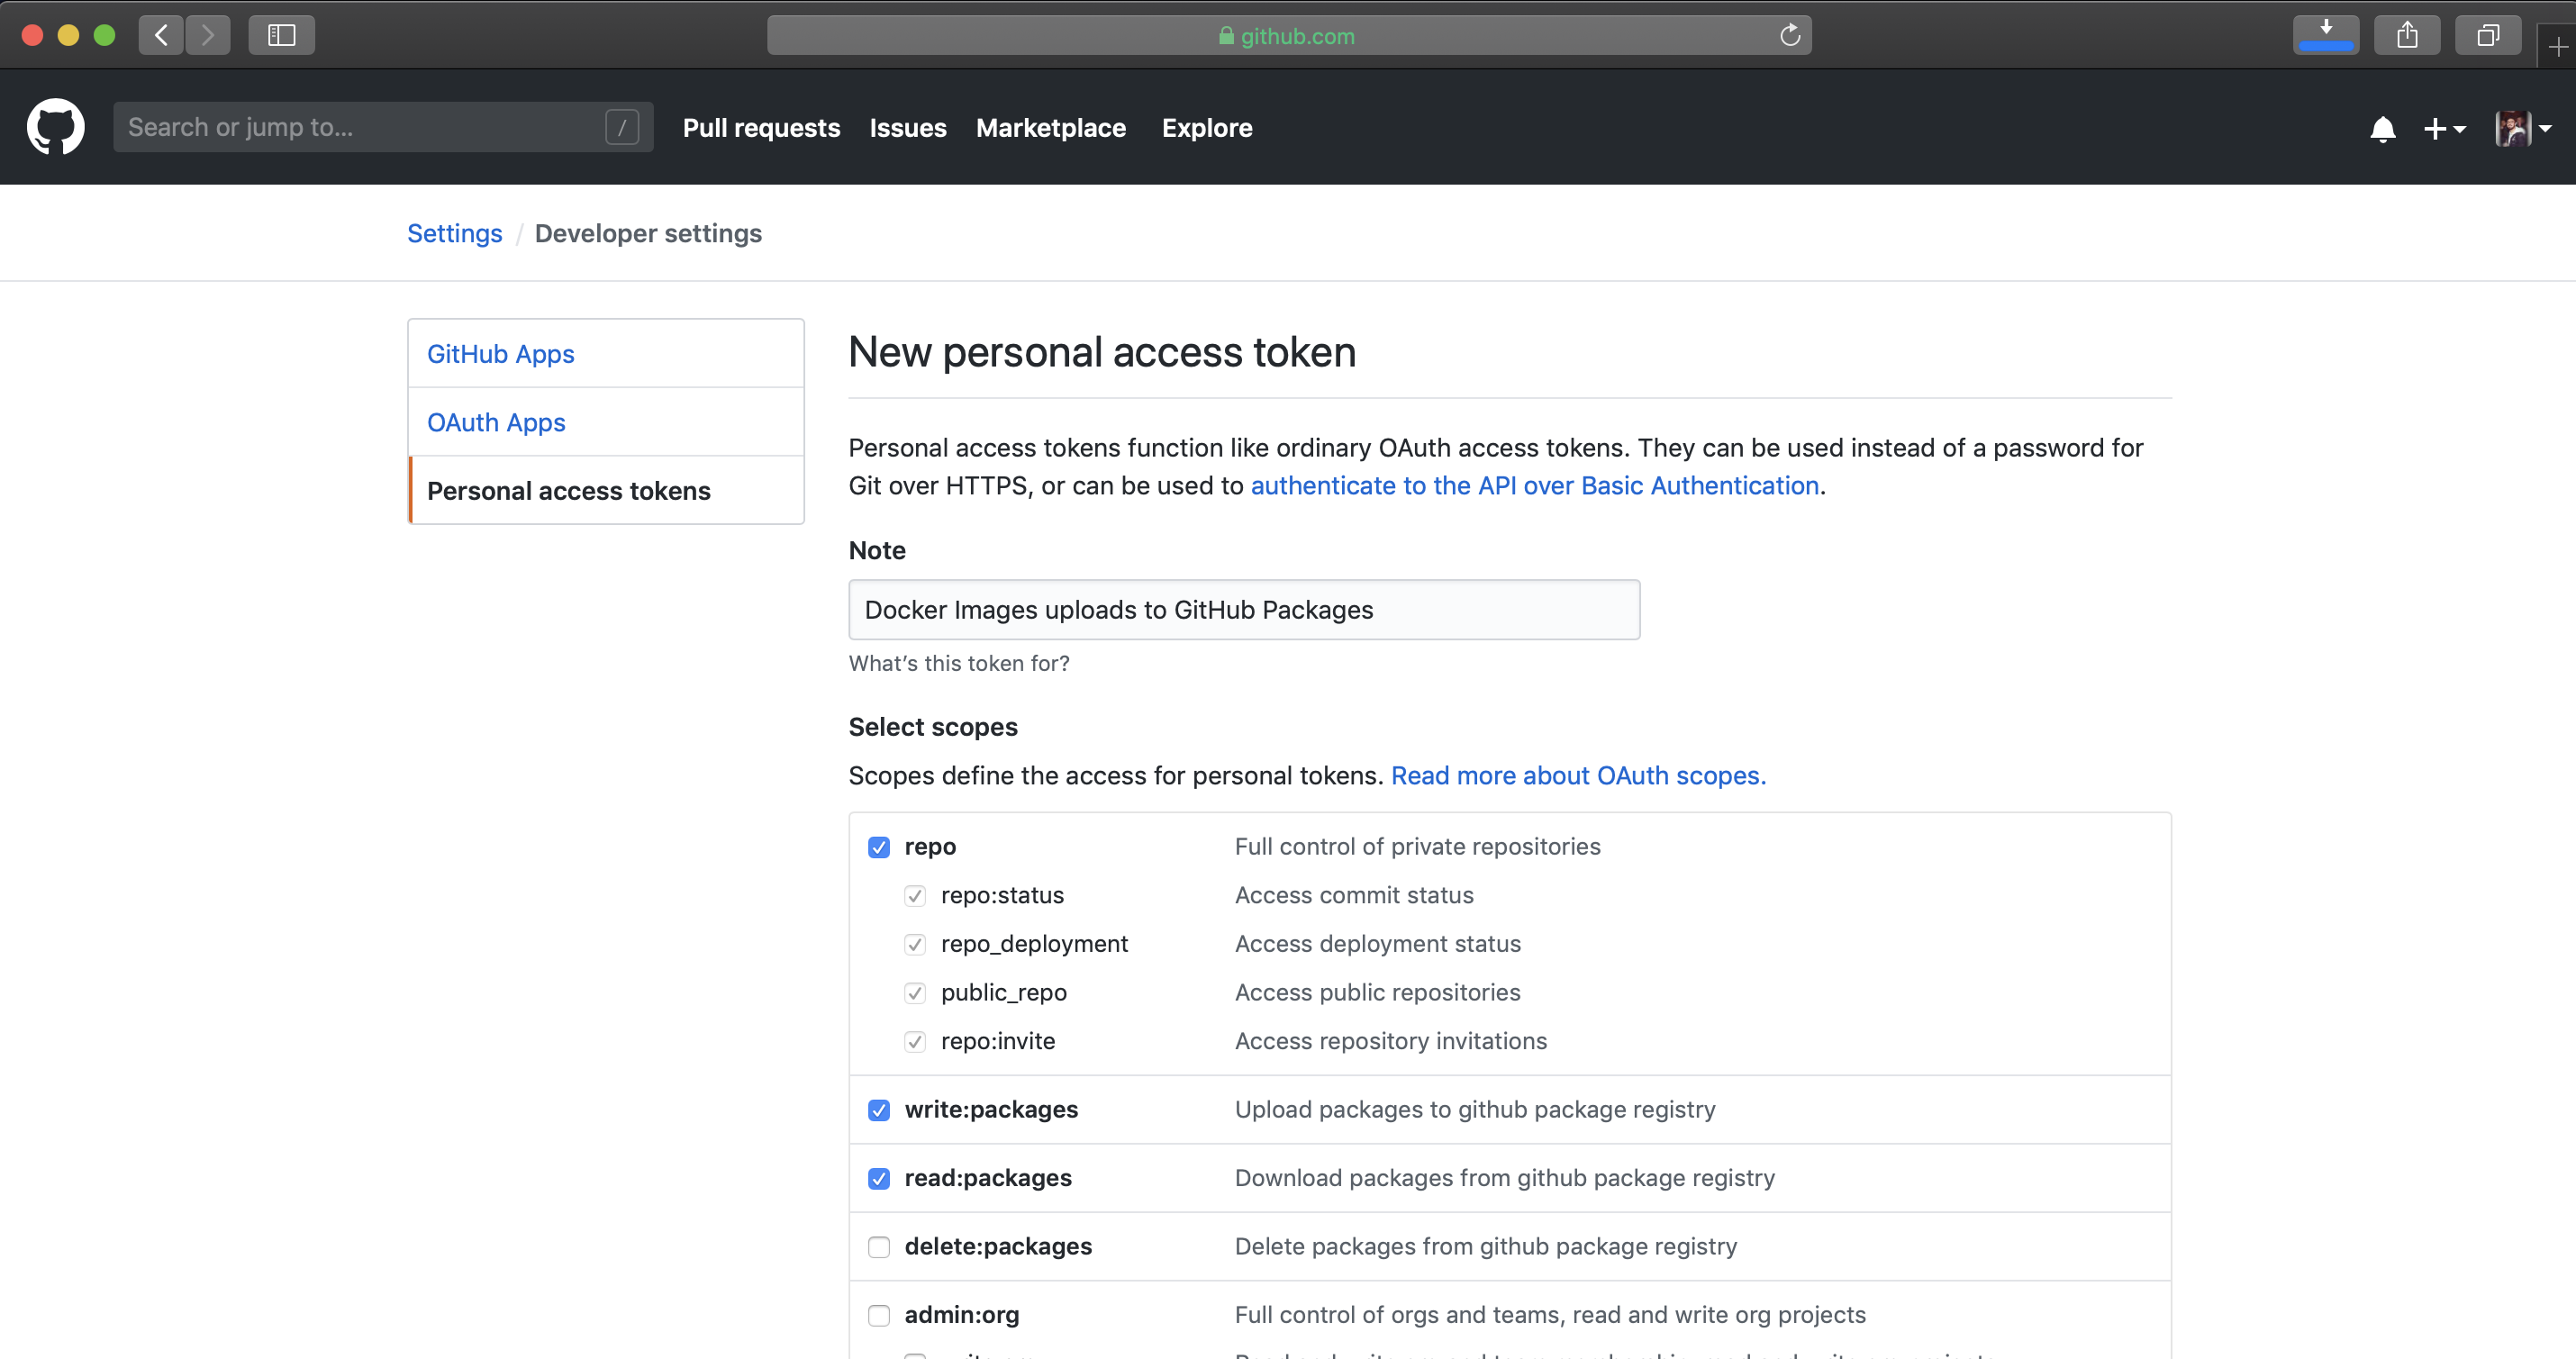 github.com
Search or jump to... /
Pull requests Issues Marketplace Explore
Settings / Developer settings
GitHub Apps
OAuth Apps
Personal access tokens
New personal access token
Personal access tokens function like ordinary OAuth access tokens. They can be used instead of a password for
Git over HTTPS, or can be used to authenticate to the API over Basic Authentication.
Note
Docker Images uploads to GitHub Packages
What’s this token for?
Select scopes
Scopes define the access for personal tokens. Read more about OAuth scopes.
repo Full control of private repositories
repo:status Access commit status
repo_deployment Access deployment status
public_repo Access public repositories
repo:invite Access repository invitations
write:packages Upload packages to github package registry
read:packages Download packages from github package registry
delete:packages Delete packages from github package registry
admin:org Full control of orgs and teams, read and write org projects